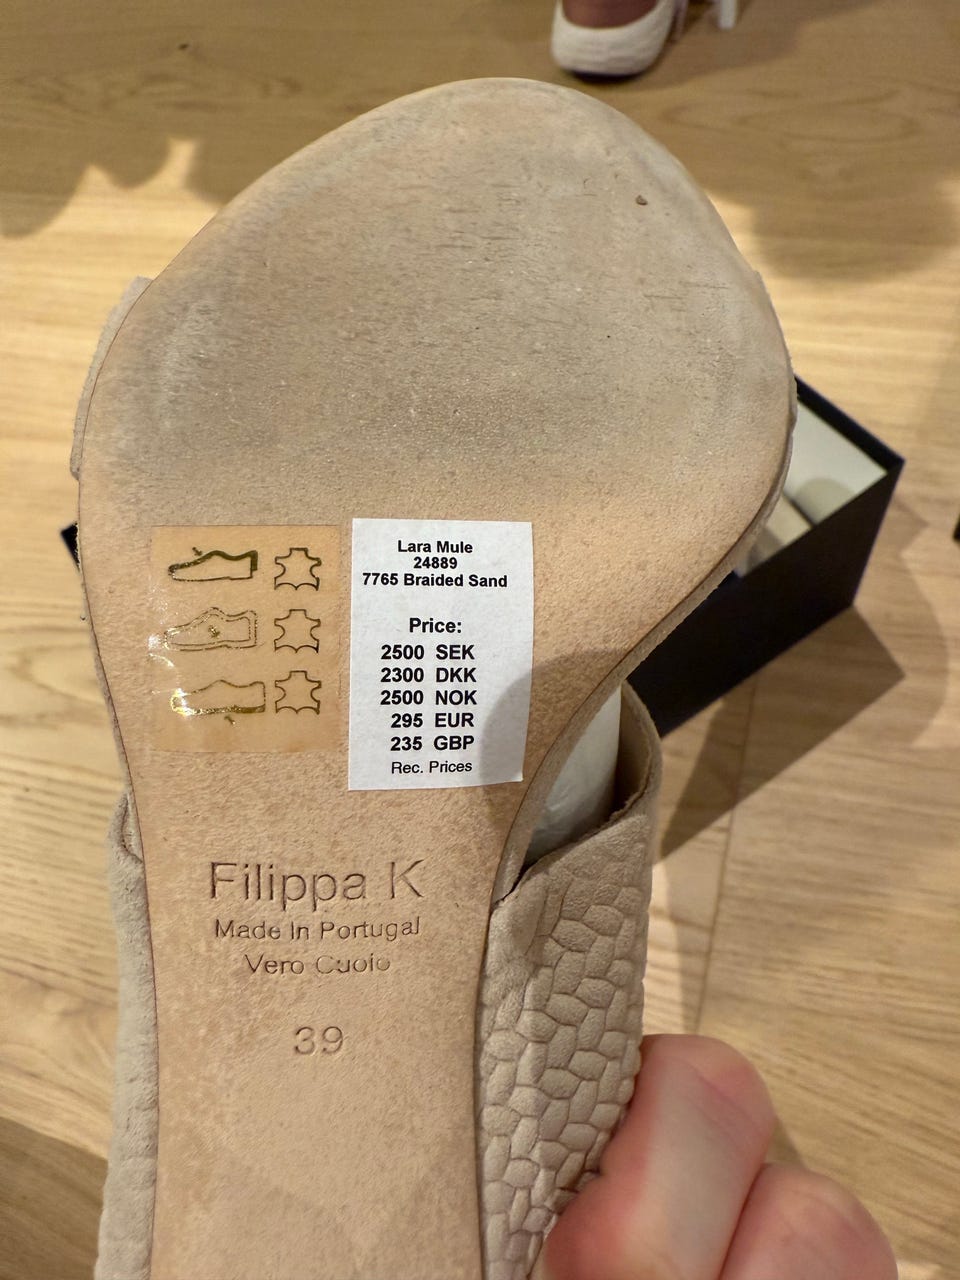 Lara Mule
24889
7765 Braided Sand
Price:
2500 SEK
2300 DKK
2500 NOK
295 EUR
235 GBP
Rec. Prices
Filippa K
Made In Portugal
Vero Cuoio
39